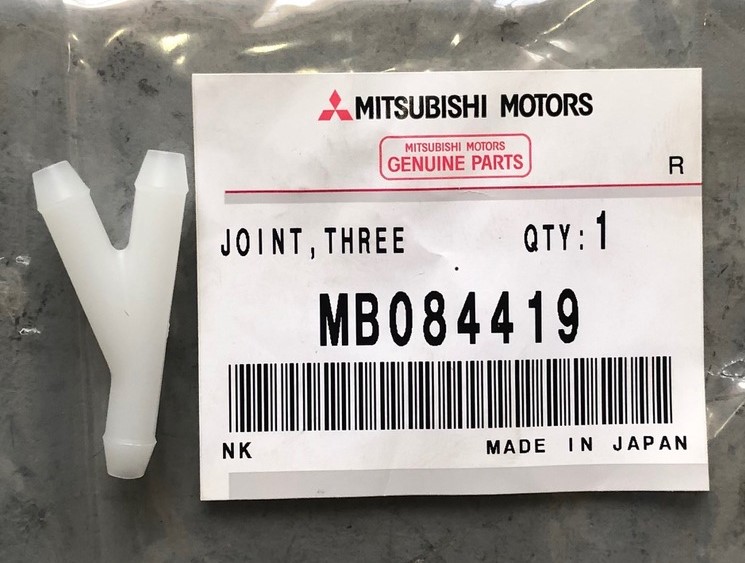 MITSUBISHI MOTORS
MITSUBISHI MOTORS
GENUINE PARTS
R
JOINT,THREE QTY:1
MB084419
NK MADE IN JAPAN